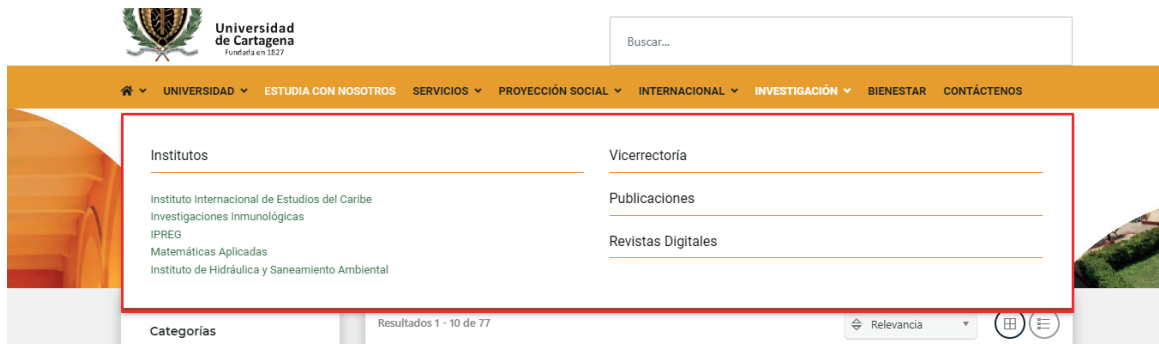 Universidad
de Cartagena
Fundada en 1827
Buscar...
UNIVERSIDAD ESTUDIA CON NOSOTROS SERVICIOS PROYECCIÓN SOCIAL INTERNACIONAL INVESTIGACIÓN BIENESTAR CONTÁCTENOS
Institutos
Instituto Internacional de Estudios del Caribe
Investigaciones Inmunológicas
IPREG
Matemáticas Aplicadas
Instituto de Hidráulica y Saneamiento Ambiental
Vicerrectoría
Publicaciones
Revistas Digitales
Categorías
Resultados 1 - 10 de 77
Relevancia